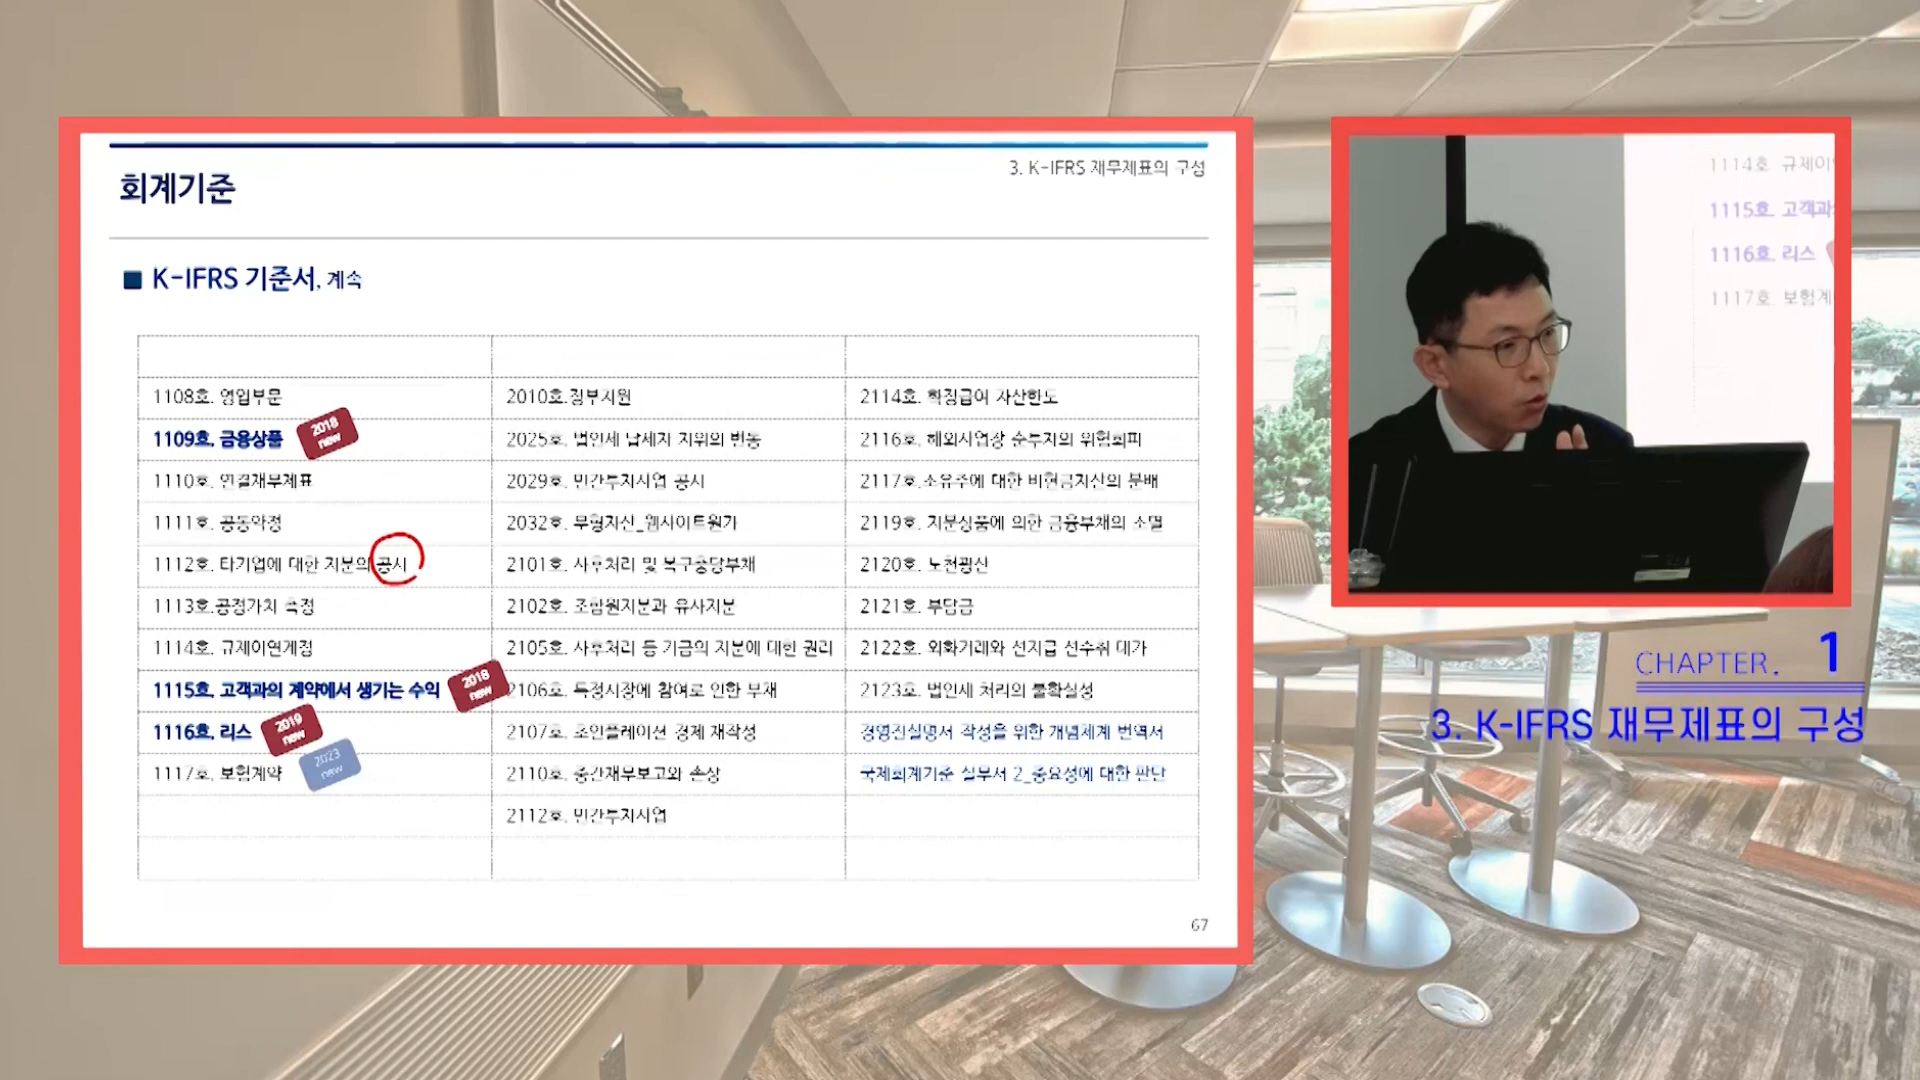 3. K-IFRS 재무제표의 구성
회계기준
K-IFRS 기준서, 계속
1108호. 영업부문
1109호. 금융상품
2018 new
1110호. 연결재무제표
1111호. 공동약정
1112호. 타기업에 대한 지분의 공시
1113호.공정가치 측정
1114호. 규제이연계정
1115호. 고객과의 계약에서 생기는 수익
2018 new
1116호. 리스
2019 new
1117호. 보험계약
2023 new
2010호.정부지원
2025호. 법인세 납세자 지위의 변동
2029호. 민간투자사업 공시
2032호. 무형자산_웹사이트원가
2101호. 사후처리 및 복구충당부채
2102호. 조합원지분과 유사지분
2105호. 사후처리 등 기금의 지분에 대한 권리
2106호. 특정시장에 참여로 인한 부채
2107호. 초인플레이션 경제 재작성
2110호. 중간재무보고와 손상
2112호. 민간투자사업
2114호. 확정급여 자산한도
2116호. 해외사업장 순투자의 위험회피
2117호.소유주에 대한 비현금자산의 분배
2119호. 지분상품에 의한 금융부채의 소멸
2120호. 노천광산
2121호. 부담금
2122호. 외화거래와 선지급 선수취 대가
2123호. 법인세 처리의 불확실성
경영진설명서 작성을 위한 개념체계 번역서
국제회계기준 실무서 2_중요성에 대한 판단
67
1114호. 규제이
1115호. 고객과
1116호. 리스
1117호. 보험계
CHAPTER. 1
3. K-IFRS 재무제표의 구성